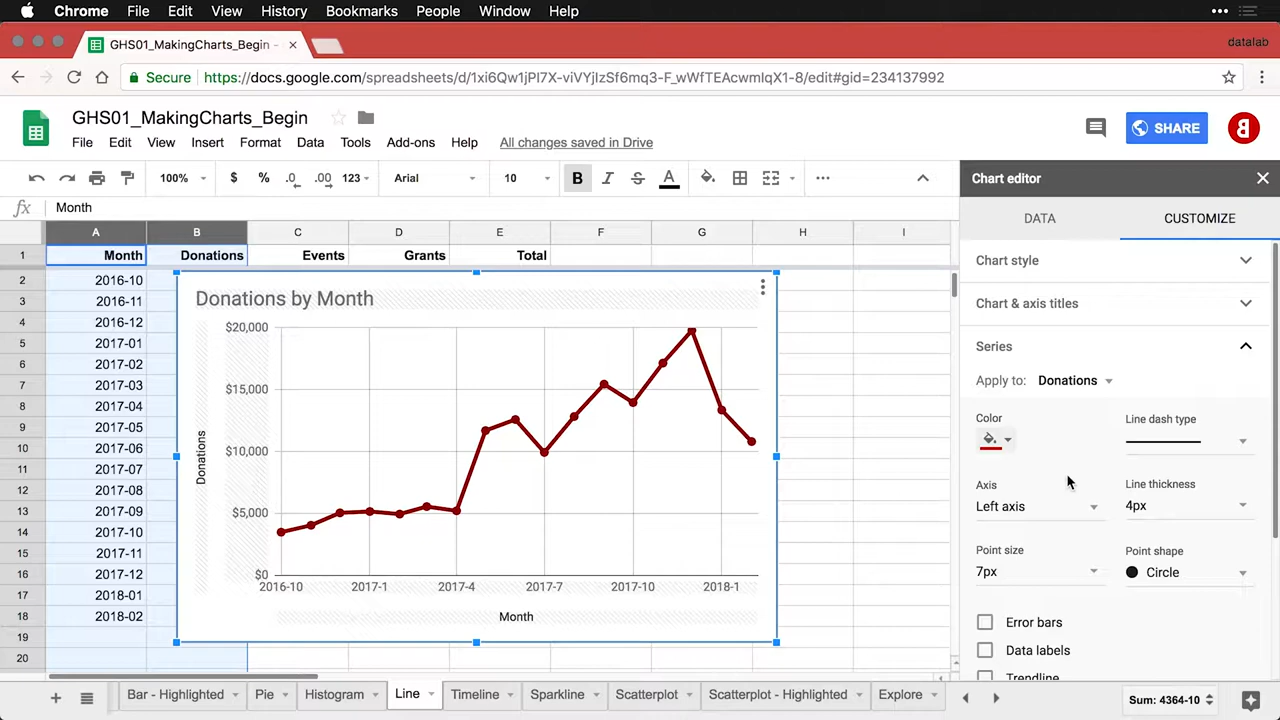 Chrome File Edit View History Bookmarks People Window Help
GHS01_MakingCharts_Begin -
datalab
Secure https://docs.google.com/spreadsheets/d/1xi6Qw1jPl7X-viVYjIzSf6mq3-F_wWfTEAcwmIqX1-8/edit#gid=234137992
GHS01_MakingCharts_Begin
SHARE
File Edit View Insert Format Data Tools Add-ons Help All changes saved in Drive
100% $ % .0 .00 123 Arial 10 B I S A
Chart editor
fx Month
DATA CUSTOMIZE
A B C D E F G H I
1 Month Donations Events Grants Total
Chart style
2 2016-10
3 2016-11
4 2016-12
5 2017-01
6 2017-02
7 2017-03
8 2017-04
9 2017-05
10 2017-06
11 2017-07
12 2017-08
13 2017-09
14 2017-10
15 2017-11
16 2017-12
17 2018-01
18 2018-02
19
20
Donations by Month
$20,000
$15,000
$10,000
$5,000
$0
Donations
2016-10 2017-1 2017-4 2017-7 2017-10 2018-1
Month
Chart & axis titles
Series
Apply to: Donations
Color
Line dash type
Axis
Left axis
Line thickness
4px
Point size
7px
Point shape
Circle
Error bars
Data labels
Trendline
Bar - Highlighted Pie Histogram Line Timeline Sparkline Scatterplot Scatterplot - Highlighted Explore
Sum: 4364-10